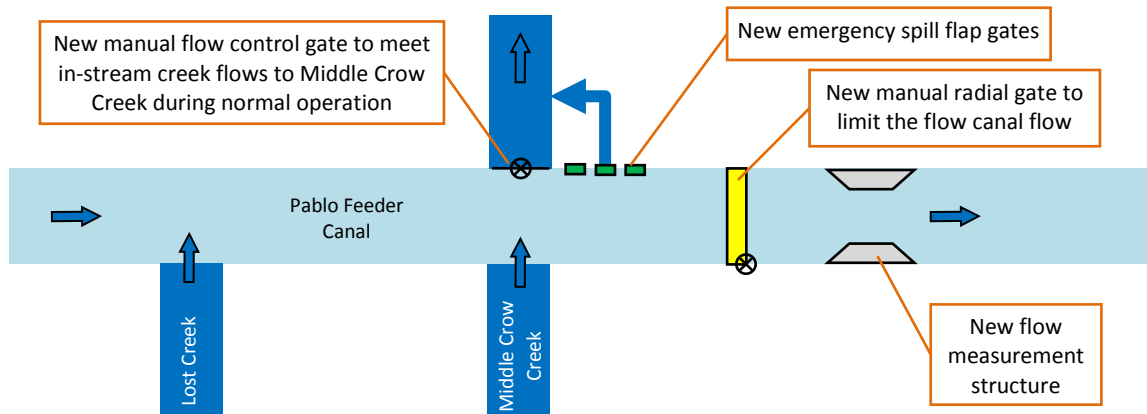 New manual flow control gate to meet
in-stream creek flows to Middle Crow
Creek during normal operation
New emergency spill flap gates
New manual radial gate to
limit the flow canal flow
Pablo Feeder
Canal
Lost Creek
Middle Crow
Creek
New flow
measurement
structure